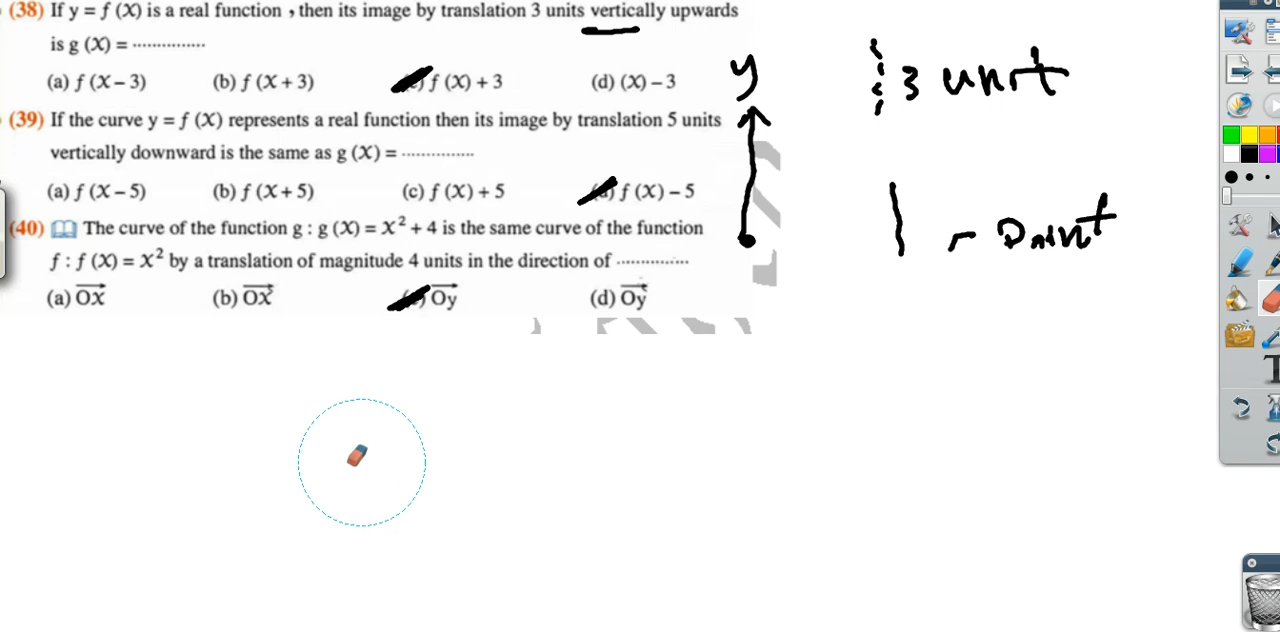 (38) If y = f (X) is a real function , then its image by translation 3 units vertically upwards
is g (X) = ...............
(a) f (X – 3) (b) f (X + 3) f (X) + 3 (d) (X) – 3
(39) If the curve y = f (X) represents a real function then its image by translation 5 units
vertically downward is the same as g (X) = ...............
(a) f (X – 5) (b) f (X + 5) (c) f (X) + 5 f (X) – 5
(40) The curve of the function g : g (X) = X² + 4 is the same curve of the function
f : f (X) = X² by a translation of magnitude 4 units in the direction of ...............
(a) Ox (b) Ox Oy (d) Oy
y
3 unit
T